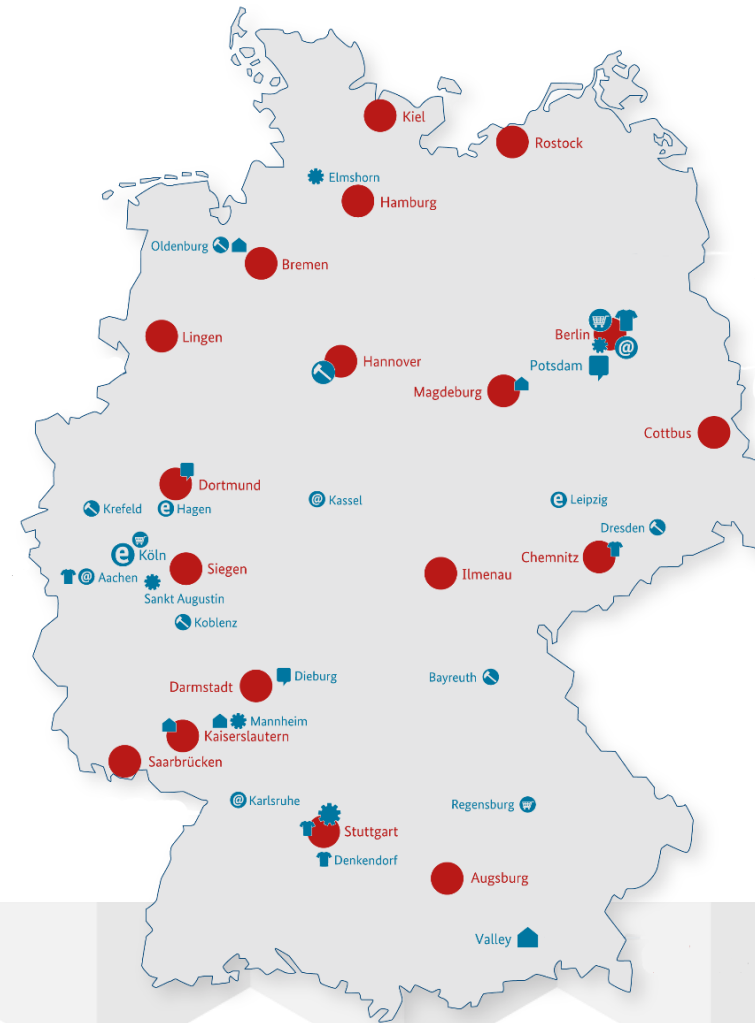 Kiel
Rostock
Elmshorn
Hamburg
Oldenburg
Bremen
Berlin
@
Lingen
Hannover
Potsdam
Magdeburg
Cottbus
Dortmund
@ Kassel
e Leipzig
Krefeld
e Hagen
Dresden
e Köln
Chemnitz
@ Aachen
Siegen
Ilmenau
Sankt Augustin
Koblenz
Dieburg
Bayreuth
Darmstadt
Mannheim
Kaiserslautern
Saarbrücken
@ Karlsruhe
Regensburg
Stuttgart
Denkendorf
Augsburg
Valley